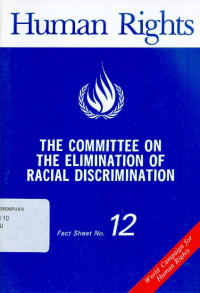 Human Rights
THE COMMITTEE ON
THE ELIMINATION OF
RACIAL DISCRIMINATION
Fact Sheet No. 12
World Campaign for
Human Rights